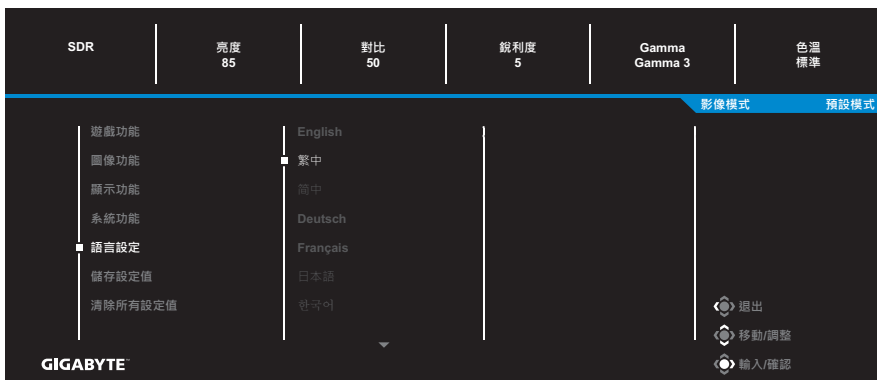 SDR
亮度
85
對比
50
銳利度
5
Gamma
Gamma 3
色溫
標準
影像模式
預設模式
遊戲功能
圖像功能
顯示功能
系統功能
語言設定
儲存設定值
清除所有設定值
English
繁中
简中
Deutsch
Français
日本語
한국어
退出
移動/調整
輸入/確認
GIGABYTE™